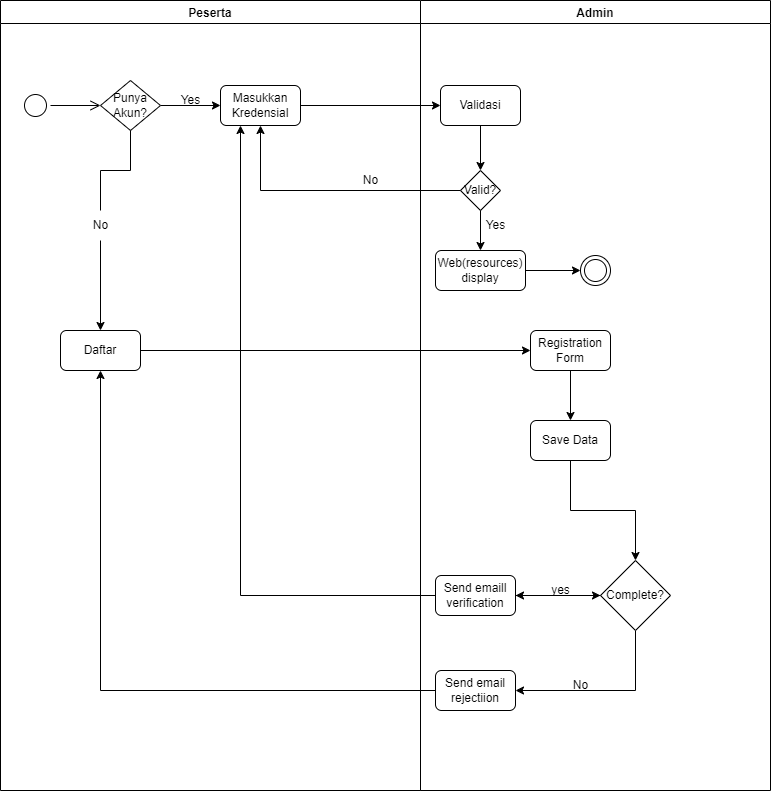 Peserta
Admin
Punya
Akun?
Yes
Masukkan
Kredensial
Validasi
No
Valid?
Yes
No
Web(resources)
display
Daftar
Registration
Form
Save Data
Send emaill
verification
yes
Complete?
Send email
rejectiion
No